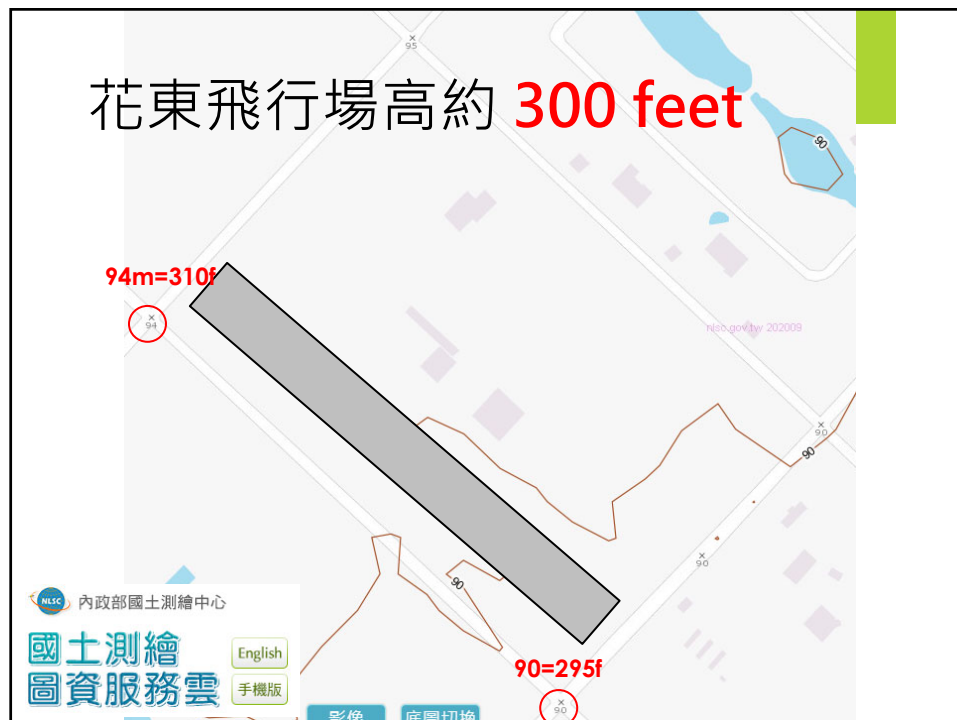 ×
95
花東飛行場高約 300 feet
90
94m=310f
×
94
nlsc.gov.tw 202009
×
90
90
×
90
90
NLSC 內政部國土測繪中心
國土測繪
圖資服務雲
English
手機版
90=295f
×
90
影像
底圖切換